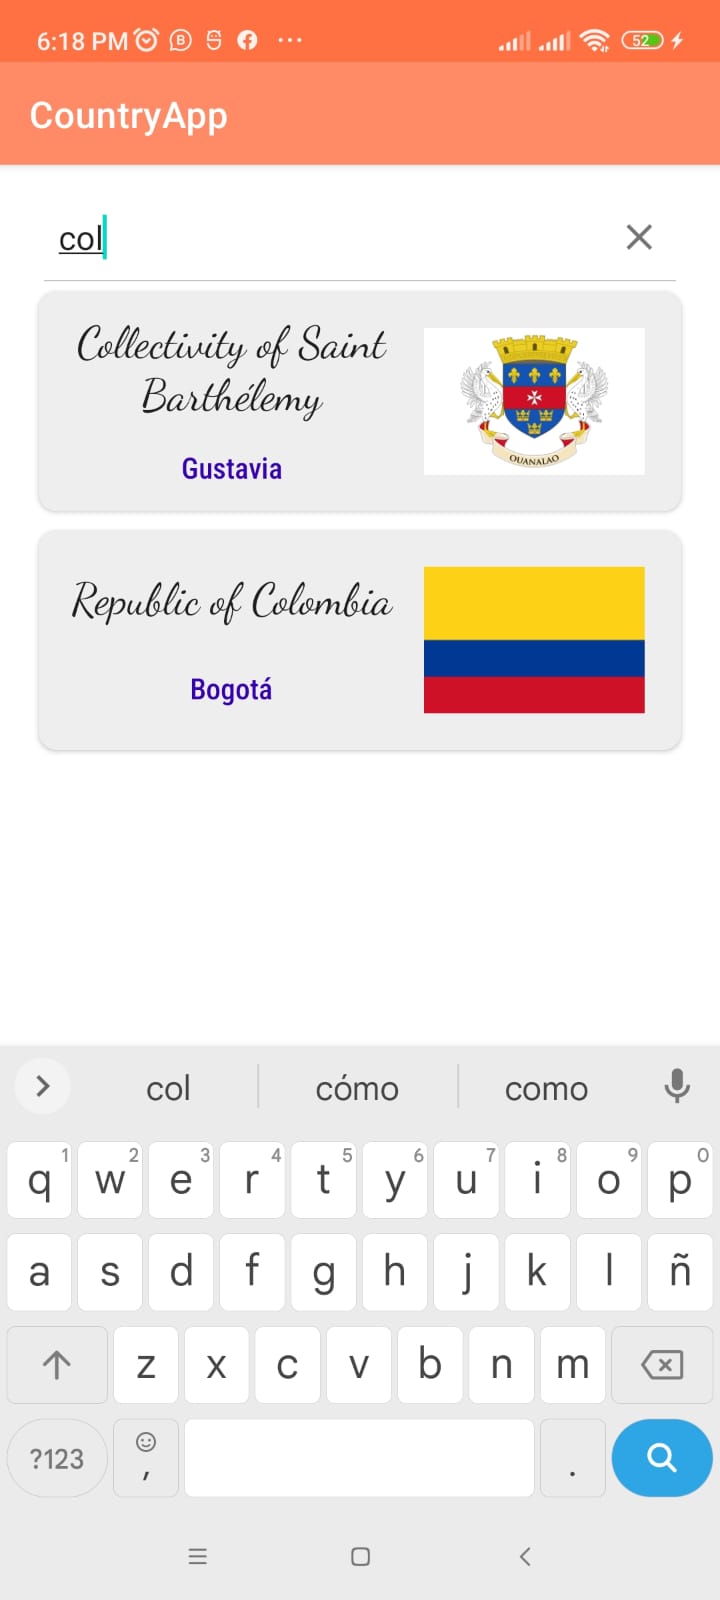 6:18 PM
52
CountryApp
col
Collectivity of Saint
Barthélemy
Gustavia
OUANALAO
Republic of Colombia
Bogotá
col cómo como
1 2 3 4 5 6 7 8 9 0
q w e r t y u i o p
a s d f g h j k l ñ
z x c v b n m
?123 , .